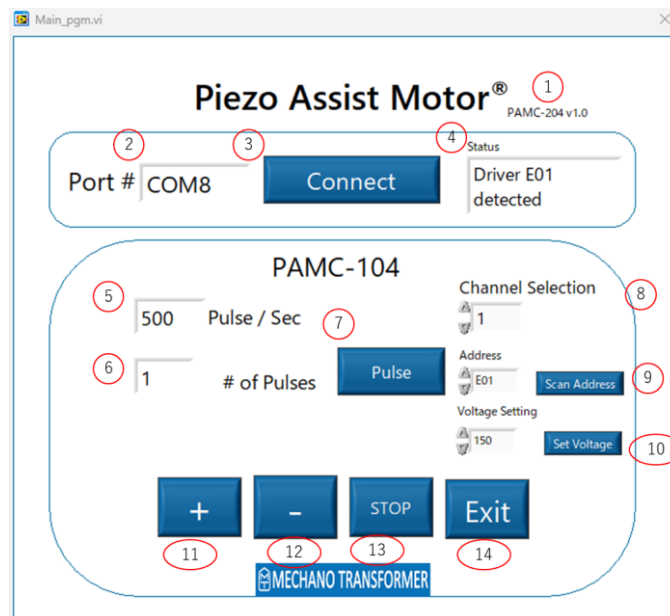 Main_pgm.vi
Piezo Assist Motor®
1
PAMC-204 v1.0
2
3
4
Status
Port #
COM8
Connect
Driver E01
detected
PAMC-104
5
500
Pulse / Sec
7
Channel Selection
8
1
6
1
# of Pulses
Pulse
Address
E01
Scan Address
9
Voltage Setting
150
Set Voltage
10
+
-
STOP
Exit
11
12
13
14
MECHANO TRANSFORMER